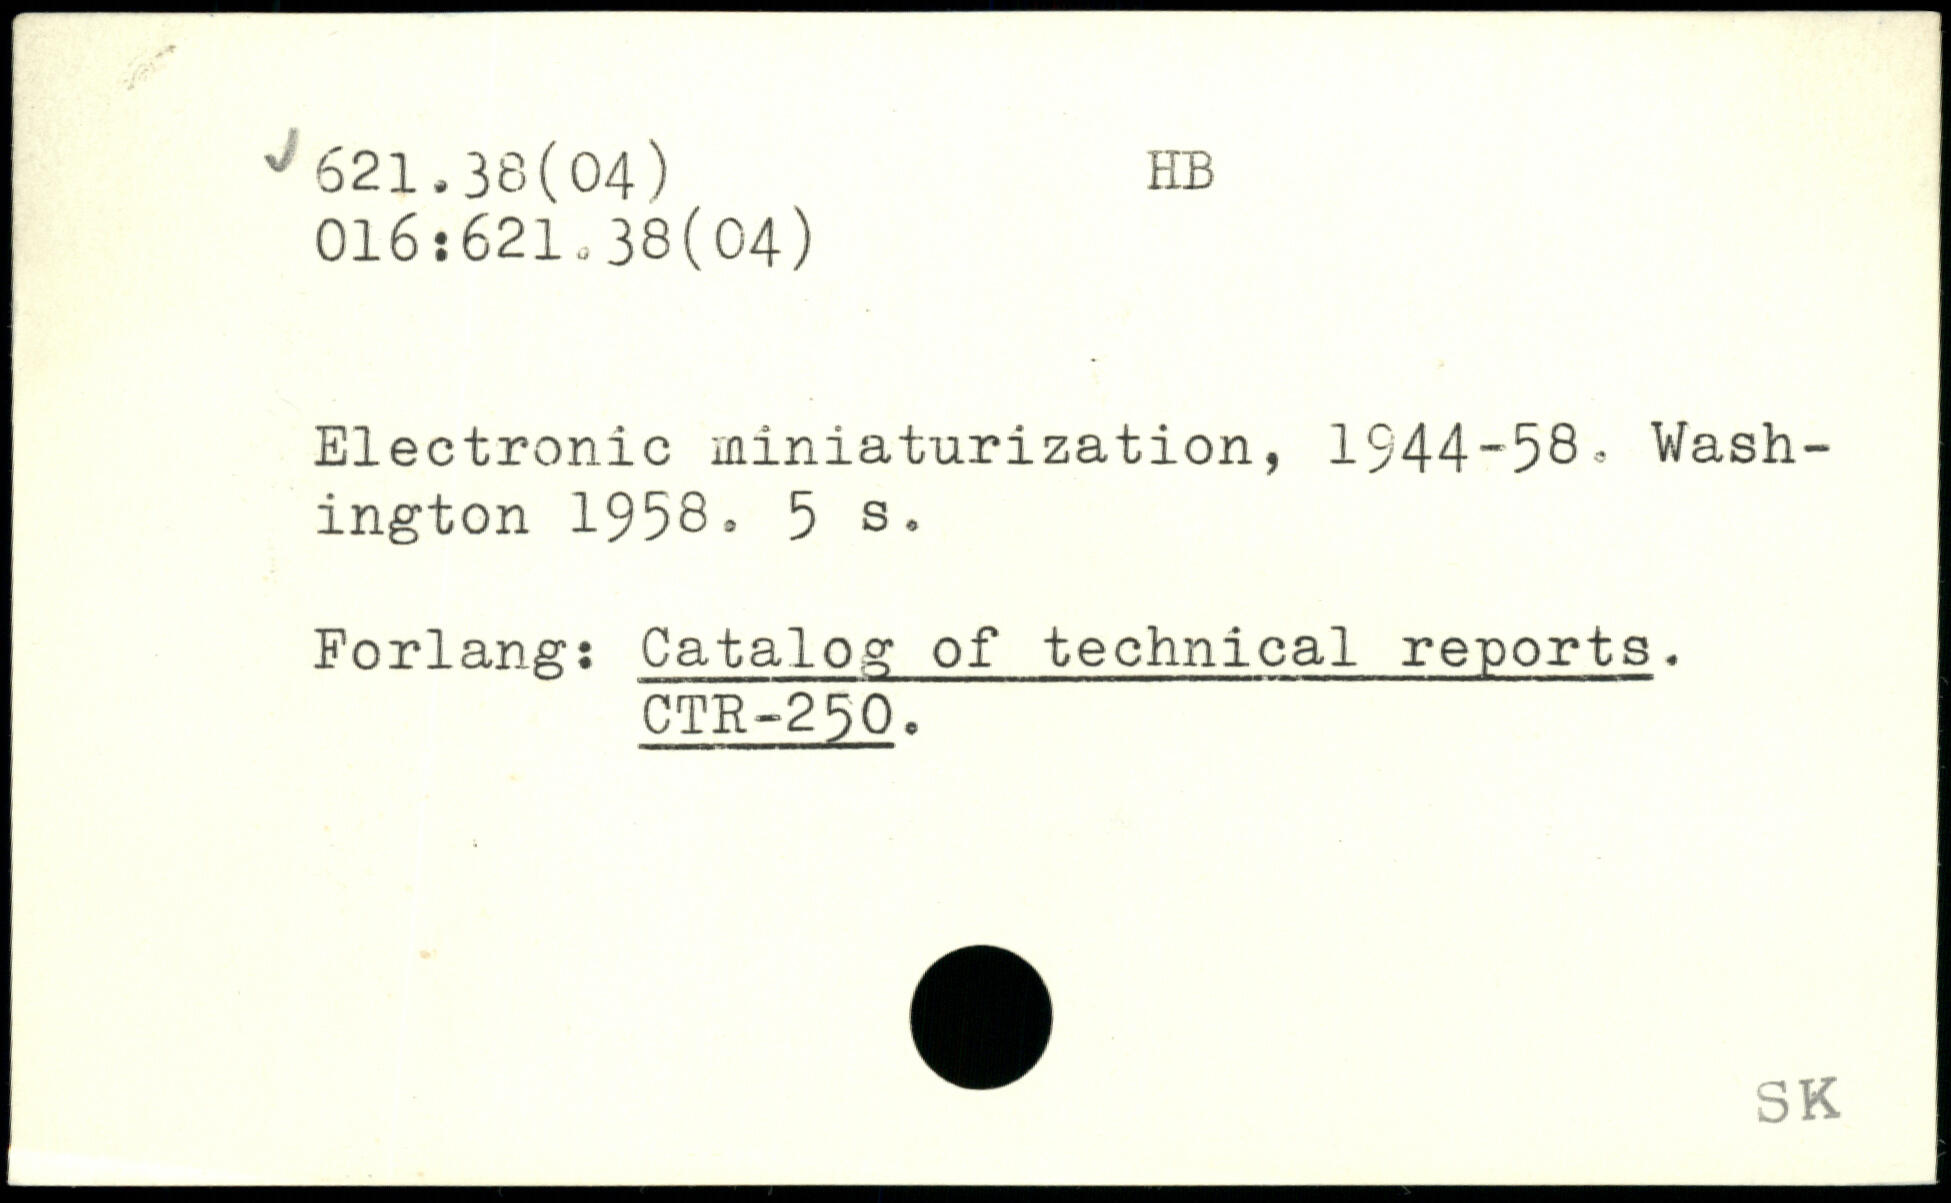 ✓ 621.38(04) HB
016:621.38(04)
Electronic miniaturization, 1944-58. Wash-
ington 1958. 5 s.
Forlang: Catalog of technical reports.
CTR-250.
SK